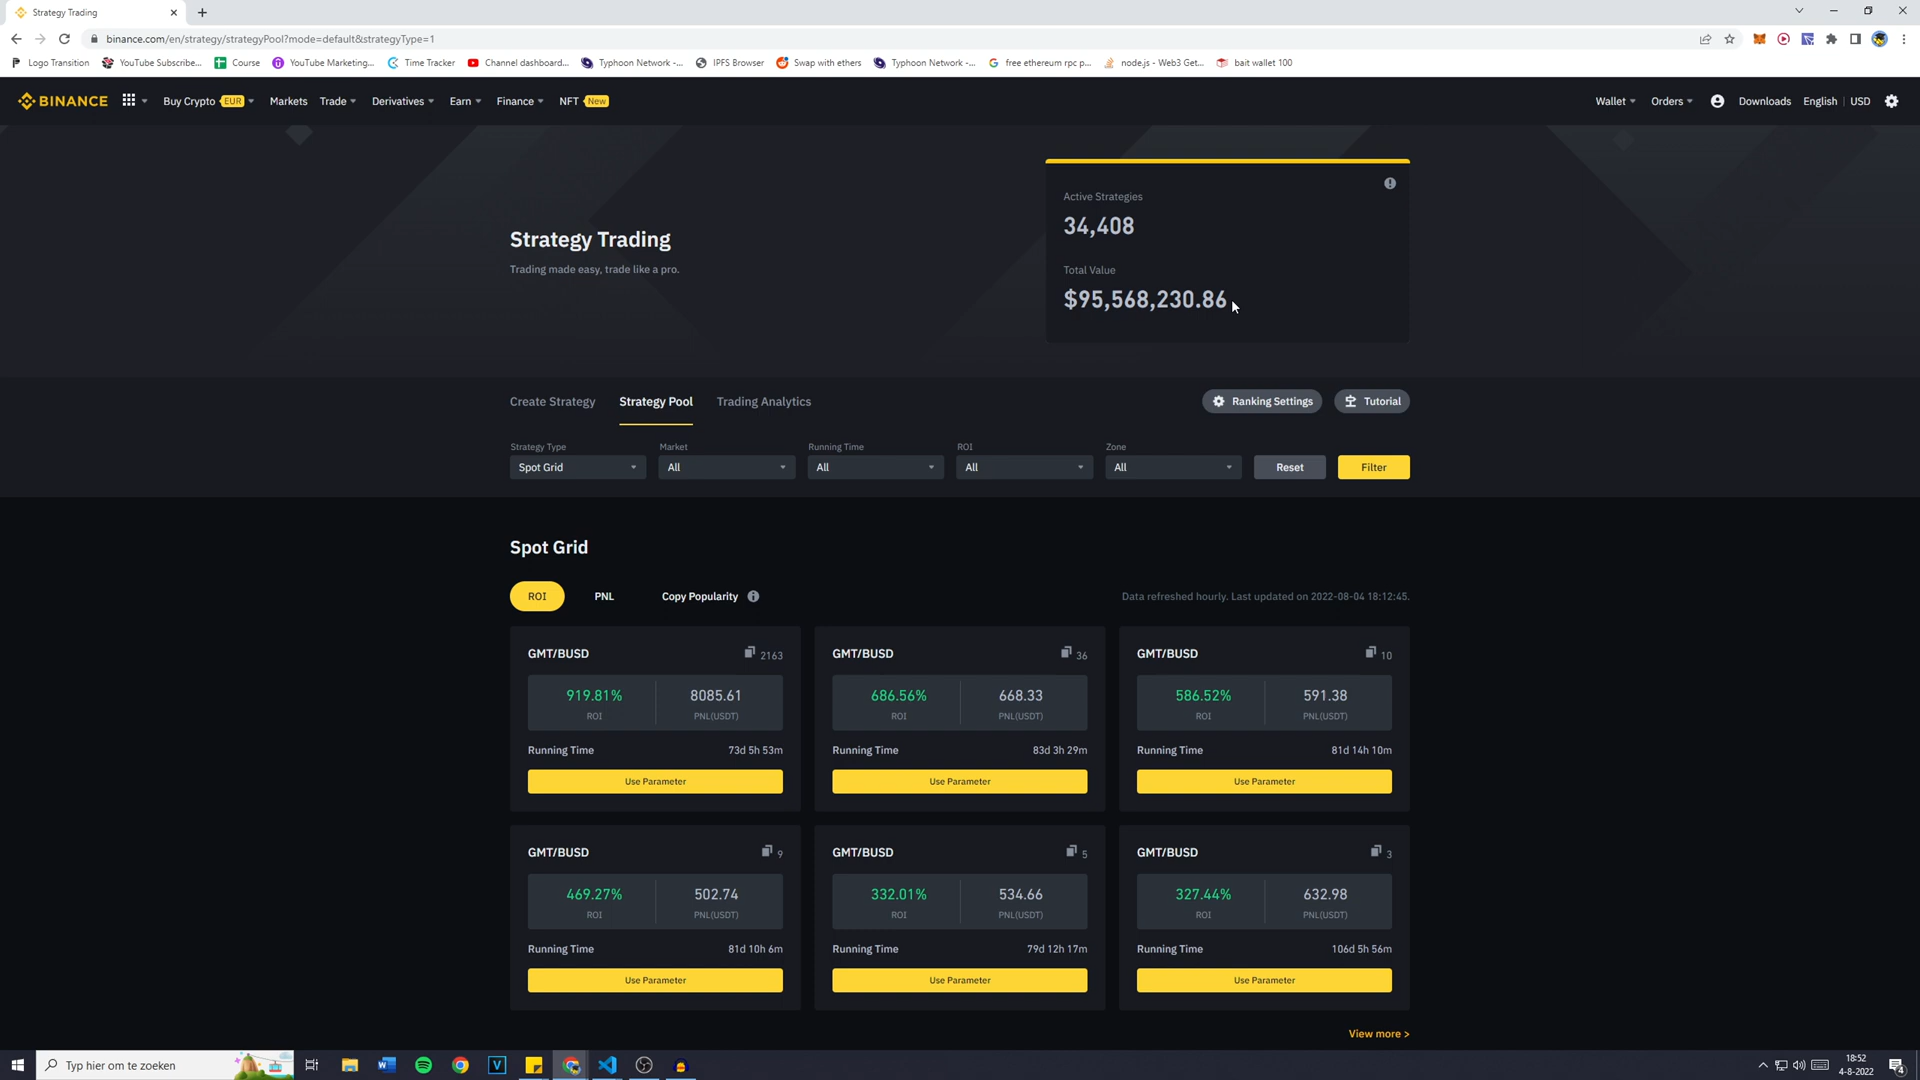 Strategy Trading
binance.com/en/strategy/strategyPool?mode=default&strategyType=1
Logo Transition YouTube Subscribe... Course YouTube Marketing... Time Tracker Channel dashboard... Typhoon Network -... IPFS Browser Swap with ethers Typhoon Network -... free ethereum rpc p... node.js - Web3 Get... bait wallet 100
BINANCE Buy Crypto EUR Markets Trade Derivatives Earn Finance NFT New Wallet Orders Downloads English | USD
Active Strategies
34,408
Total Value
$95,568,230.86
Strategy Trading
Trading made easy, trade like a pro.
Create Strategy Strategy Pool Trading Analytics Ranking Settings Tutorial
Strategy Type Market Running Time ROI Zone
Spot Grid All All All All Reset Filter
Spot Grid
ROI PNL Copy Popularity Data refreshed hourly. Last updated on 2022-08-04 18:12:45.
GMT/BUSD 2163 GMT/BUSD 36 GMT/BUSD 10
919.81% 8085.61 686.56% 668.33 586.52% 591.38
ROI PNL(USDT) ROI PNL(USDT) ROI PNL(USDT)
Running Time 73d 5h 53m Running Time 83d 3h 29m Running Time 81d 14h 10m
Use Parameter Use Parameter Use Parameter
GMT/BUSD 9 GMT/BUSD 5 GMT/BUSD 3
469.27% 502.74 332.01% 534.66 327.44% 632.98
ROI PNL(USDT) ROI PNL(USDT) ROI PNL(USDT)
Running Time 81d 10h 6m Running Time 79d 12h 17m Running Time 106d 5h 56m
Use Parameter Use Parameter Use Parameter
View more >
Typ hier om te zoeken
18:52
4-8-2022